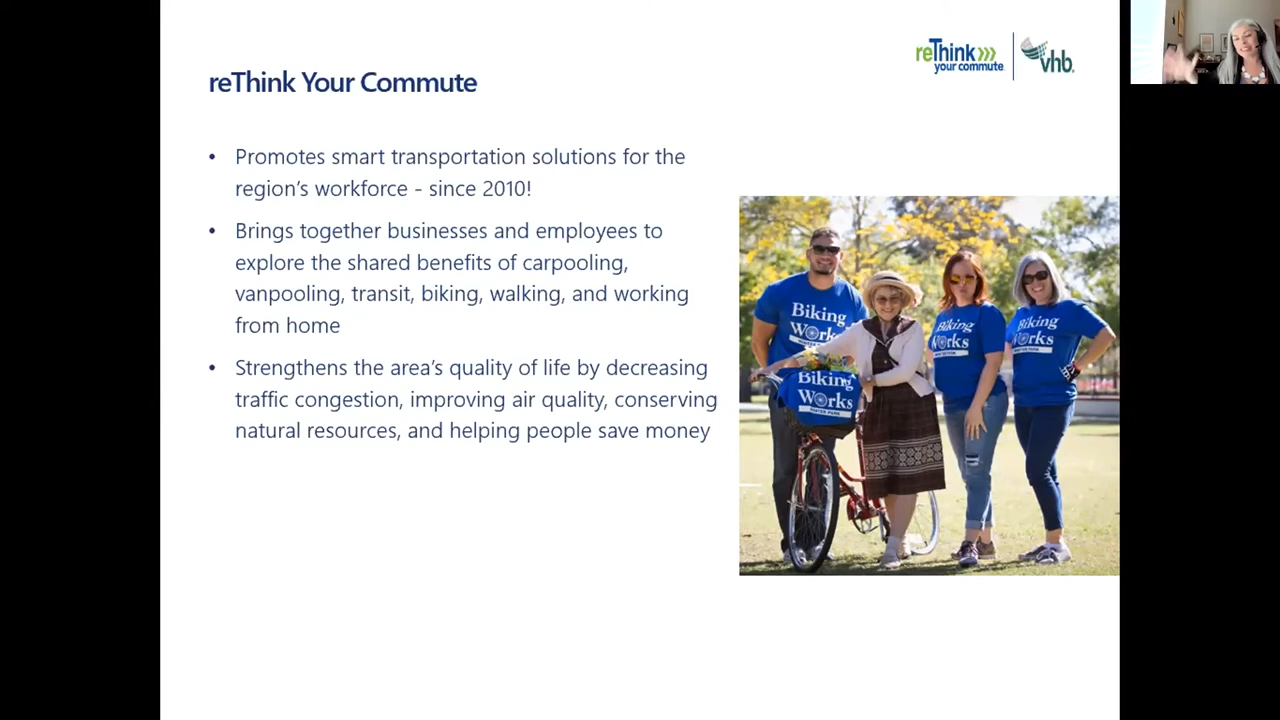 reThink
your commute
vhb
reThink Your Commute
• Promotes smart transportation solutions for the
region's workforce - since 2010!
• Brings together businesses and employees to
explore the shared benefits of carpooling,
vanpooling, transit, biking, walking, and working
from home
• Strengthens the area's quality of life by decreasing
traffic congestion, improving air quality, conserving
natural resources, and helping people save money
Biking
Works
Biking
Works
WINTER PARK
Biking
Works
Biking
Works